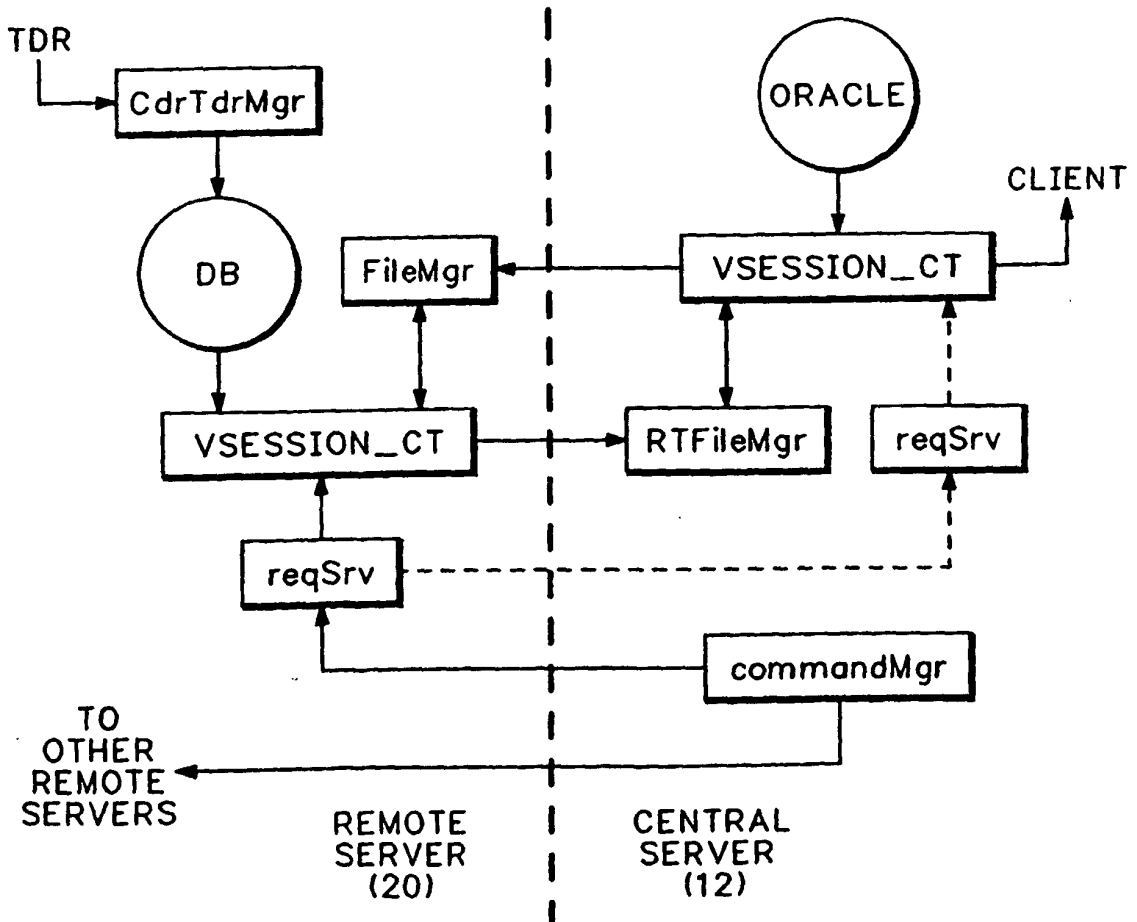 TDR
CdrTdrMgr
ORACLE
CLIENT
DB
FileMgr
VSESSION_CT
VSESSION_CT
RTFileMgr
reqSrv
reqSrv
commandMgr
TO
OTHER
REMOTE
SERVERS
REMOTE
SERVER
(20)
CENTRAL
SERVER
(12)